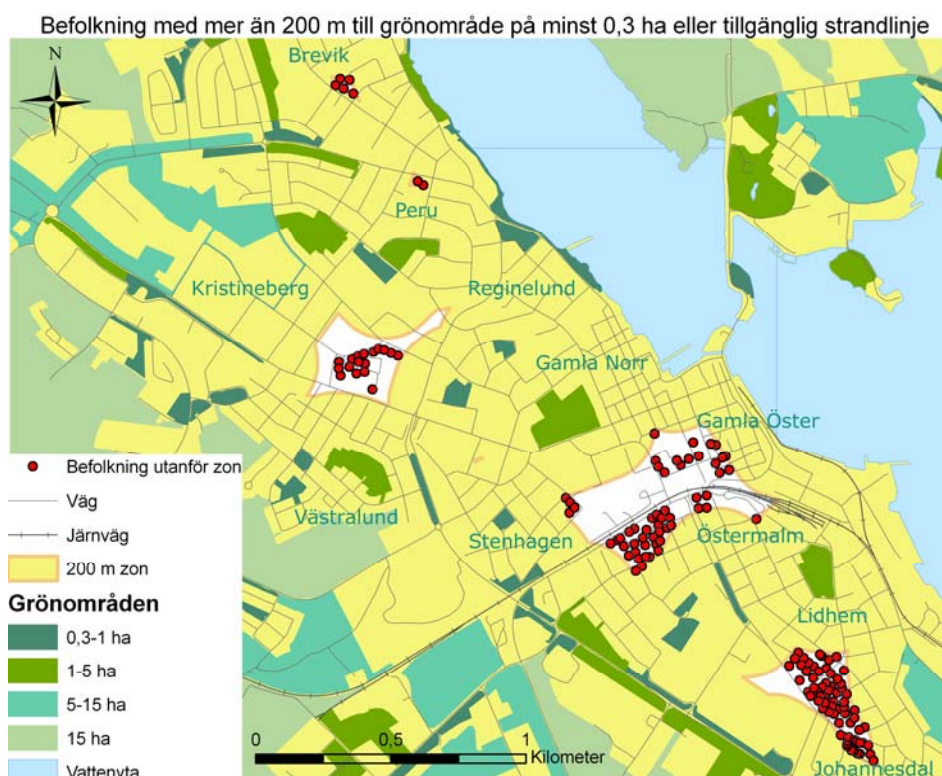 Befolkning med mer än 200 m till grönområde på minst 0,3 ha eller tillgänglig strandlinje
Brevik
N
Peru
Kristineberg
Reginelund
Gamla Norr
Gamla Öster
Västralund
Stenhagen
Östermalm
Lidhem
Johannesdal
Befolkning utanför zon
Väg
Järnväg
200 m zon
Grönområden
0,3-1 ha
1-5 ha
5-15 ha
15 ha
Vattenyta
0 0,5 1
Kilometer